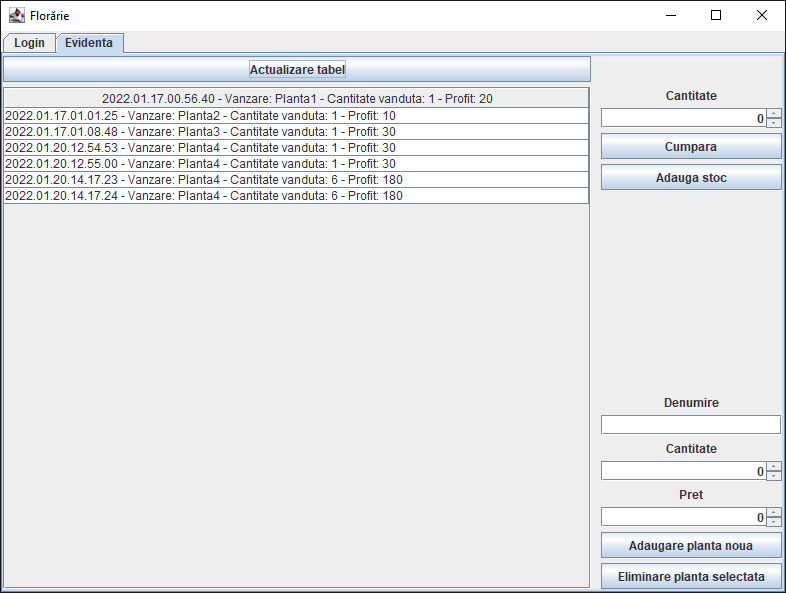 Florărie
Login
Evidenta
Actualizare tabel
2022.01.17.00.56.40 - Vanzare: Planta1 - Cantitate vanduta: 1 - Profit: 20
2022.01.17.01.01.25 - Vanzare: Planta2 - Cantitate vanduta: 1 - Profit: 10
2022.01.17.01.08.48 - Vanzare: Planta3 - Cantitate vanduta: 1 - Profit: 30
2022.01.20.12.54.53 - Vanzare: Planta4 - Cantitate vanduta: 1 - Profit: 30
2022.01.20.12.55.00 - Vanzare: Planta4 - Cantitate vanduta: 1 - Profit: 30
2022.01.20.14.17.23 - Vanzare: Planta4 - Cantitate vanduta: 6 - Profit: 180
2022.01.20.14.17.24 - Vanzare: Planta4 - Cantitate vanduta: 6 - Profit: 180
Cantitate
0
Cumpara
Adauga stoc
Denumire
Cantitate
0
Pret
0
Adaugare planta noua
Eliminare planta selectata